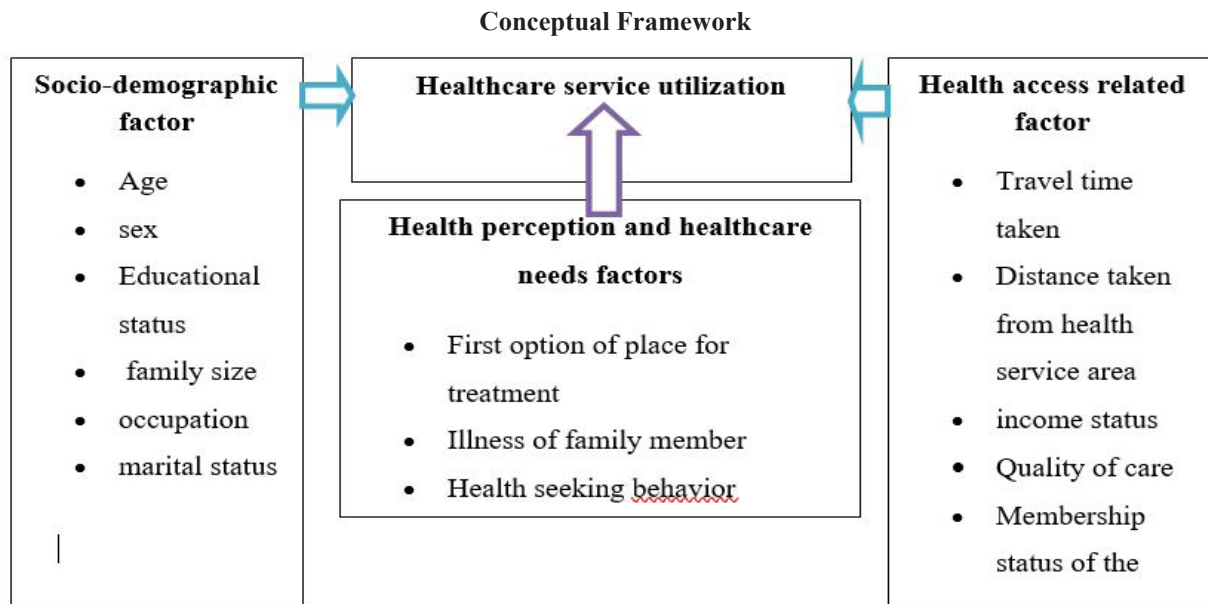 Conceptual Framework
Socio-demographic
factor
• Age
• sex
• Educational
status
• family size
• occupation
• marital status
Healthcare service utilization
Health perception and healthcare
needs factors
• First option of place for
treatment
• Illness of family member
• Health seeking behavior
Health access related
factor
• Travel time
taken
• Distance taken
from health
service area
• income status
• Quality of care
• Membership
status of the